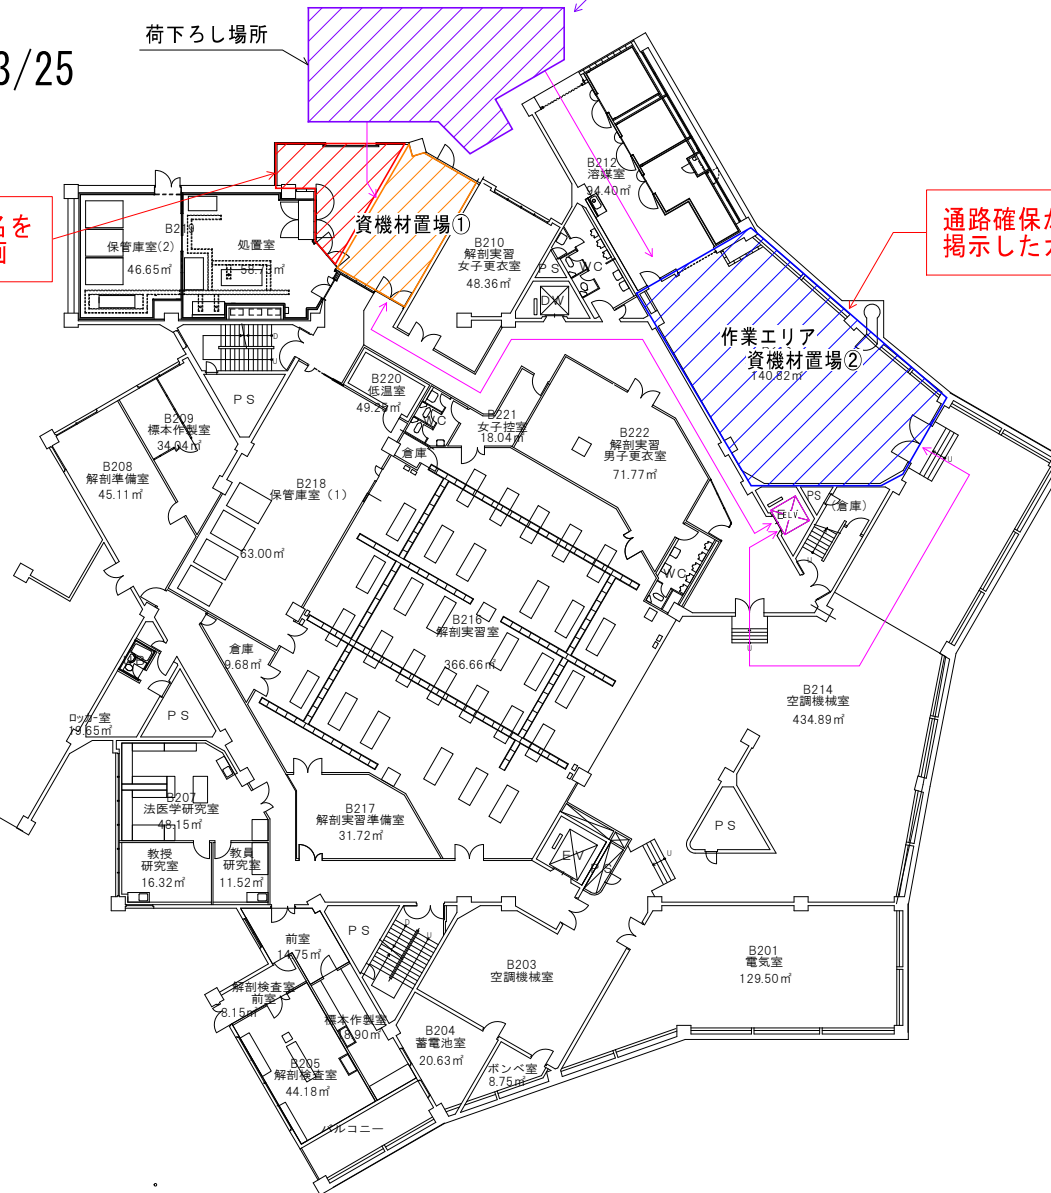 荷下ろし場所
3/25
名を
画
通路確保が
掲示した方
資機材置場①
B212
溶媒室
94.40㎡
B219
保管庫室(2)
46.65㎡
処置室
58.71㎡
B210
解剖実習
女子更衣室
48.36㎡
PS
WC
DW
作業エリア
資機材置場②
140.82㎡
PS
B220
低温室
49.29㎡
WC
B221
女子控室
18.04㎡
倉庫
B222
解剖実習
男子更衣室
71.77㎡
B209
標本作製室
34.04㎡
B208
解剖準備室
45.11㎡
B218
保管庫室(1)
63.00㎡
ELV
PS
(倉庫)
WC
B216
解剖実習室
366.66㎡
倉庫
9.68㎡
B214
空調機械室
434.89㎡
ロッカー室
19.65㎡
PS
PS
B207
法医学研究室
48.15㎡
B217
解剖実習準備室
31.72㎡
教授
研究室
16.32㎡
教員
研究室
11.52㎡
EV
PS
前室
14.75㎡
PS
B203
空調機械室
B201
電気室
129.50㎡
解剖検査室
前室
8.15㎡
標本作製室
8.90㎡
B204
蓄電池室
20.63㎡
B205
解剖検査室
44.18㎡
ボンベ室
8.75㎡
バルコニー